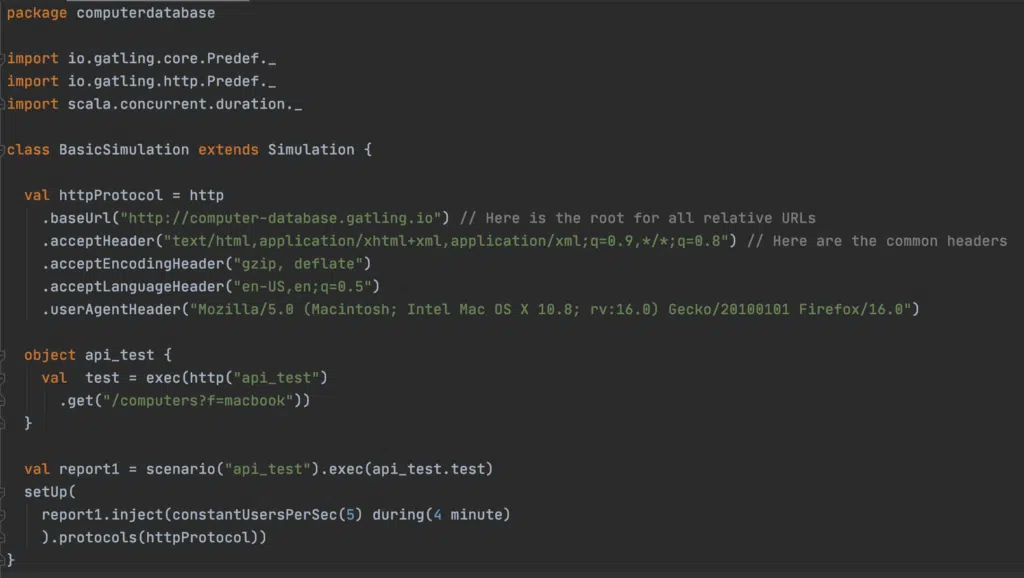 package computerdatabase
import io.gatling.core.Predef._
import io.gatling.http.Predef._
import scala.concurrent.duration._
class BasicSimulation extends Simulation {
val httpProtocol = http
.baseUrl("http://computer-database.gatling.io") // Here is the root for all relative URLs
.acceptHeader("text/html,application/xhtml+xml,application/xml;q=0.9,*/*;q=0.8") // Here are the common headers
.acceptEncodingHeader("gzip, deflate")
.acceptLanguageHeader("en-US,en;q=0.5")
.userAgentHeader("Mozilla/5.0 (Macintosh; Intel Mac OS X 10.8; rv:16.0) Gecko/20100101 Firefox/16.0")
object api_test {
val  test = exec(http("api_test")
.get("/computers?f=macbook"))
}
val report1 = scenario("api_test").exec(api_test.test)
setUp(
report1.inject(constantUsersPerSec(5) during(4 minute)
).protocols(httpProtocol))
}